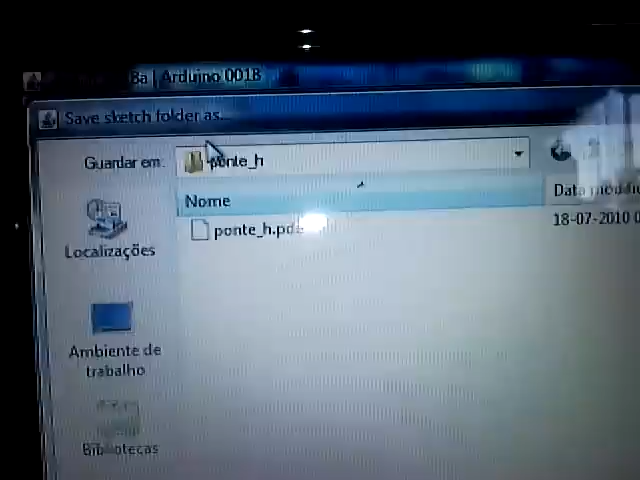 Ba | Arduino 0018
Save sketch folder as...
Guardar em: ponte_h
Nome
Data
ponte_h.pde
18-07-2010
Localizações
Ambiente de
trabalho
Bibliotecas